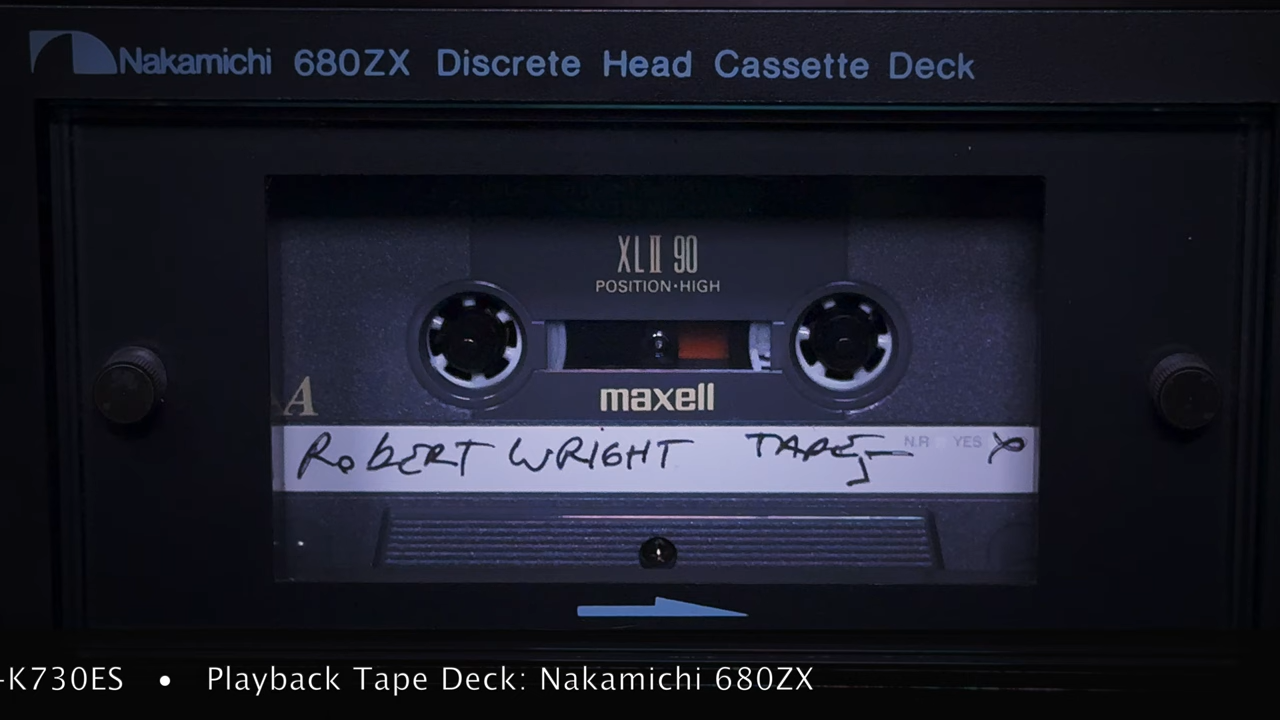 Nakamichi 680ZX Discrete Head Cassette Deck
XLII 90
POSITION·HIGH
maxell
A
ROBERT WRIGHT TAPE 5 N.R YES
-K730ES • Playback Tape Deck: Nakamichi 680ZX